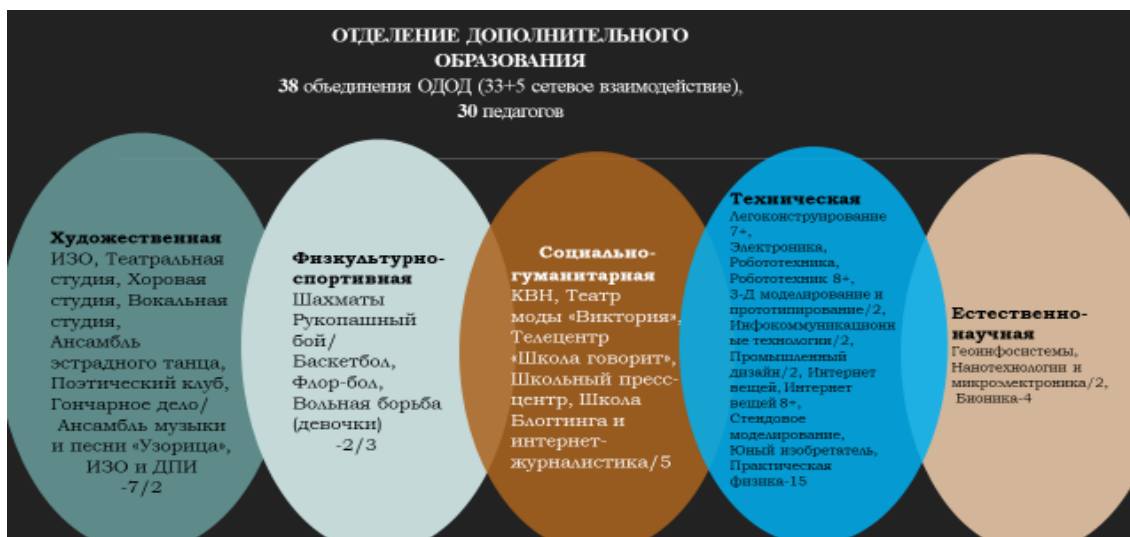 ОТДЕЛЕНИЕ ДОПОЛНИТЕЛЬНОГО
ОБРАЗОВАНИЯ
38 объединения ОДОД (33+5 сетевое взаимодействие),
30 педагогов
Художественная
ИЗО, Театральная
студия, Хоровая
студия, Вокальная
студия,
Ансамбль
эстрадного танца,
Поэтический клуб,
Гончарное дело/
Ансамбль музыки
и песни «Узорица»,
ИЗО и ДПИ
-7/2
Физкультурно-
спортивная
Шахматы
Рукопашный
бой/
Баскетбол,
Флор-бол,
Вольная борьба
(девочки)
-2/3
Социально-
гуманитарная
КВН, Театр
моды «Виктория»,
Телецентр
«Школа говорит»,
Школьный пресс-
центр, Школа
Блоггинга и
интернет-
журналистика/5
Техническая
Легоконструирование
7+,
Электроника,
Робототехника,
Робототехник 8+,
3-Д моделирование и
прототипирование/2,
Инфокоммуникационн
ые технологии/2,
Промышленный
дизайн/2, Интернет
вещей, Интернет
вещей 8+,
Стендовое
моделирование,
Юный изобретатель,
Практическая
физика-15
Естественно-
научная
Геоинфосистемы,
Нанотехнологии и
микроэлектроника/2,
Бионика-4